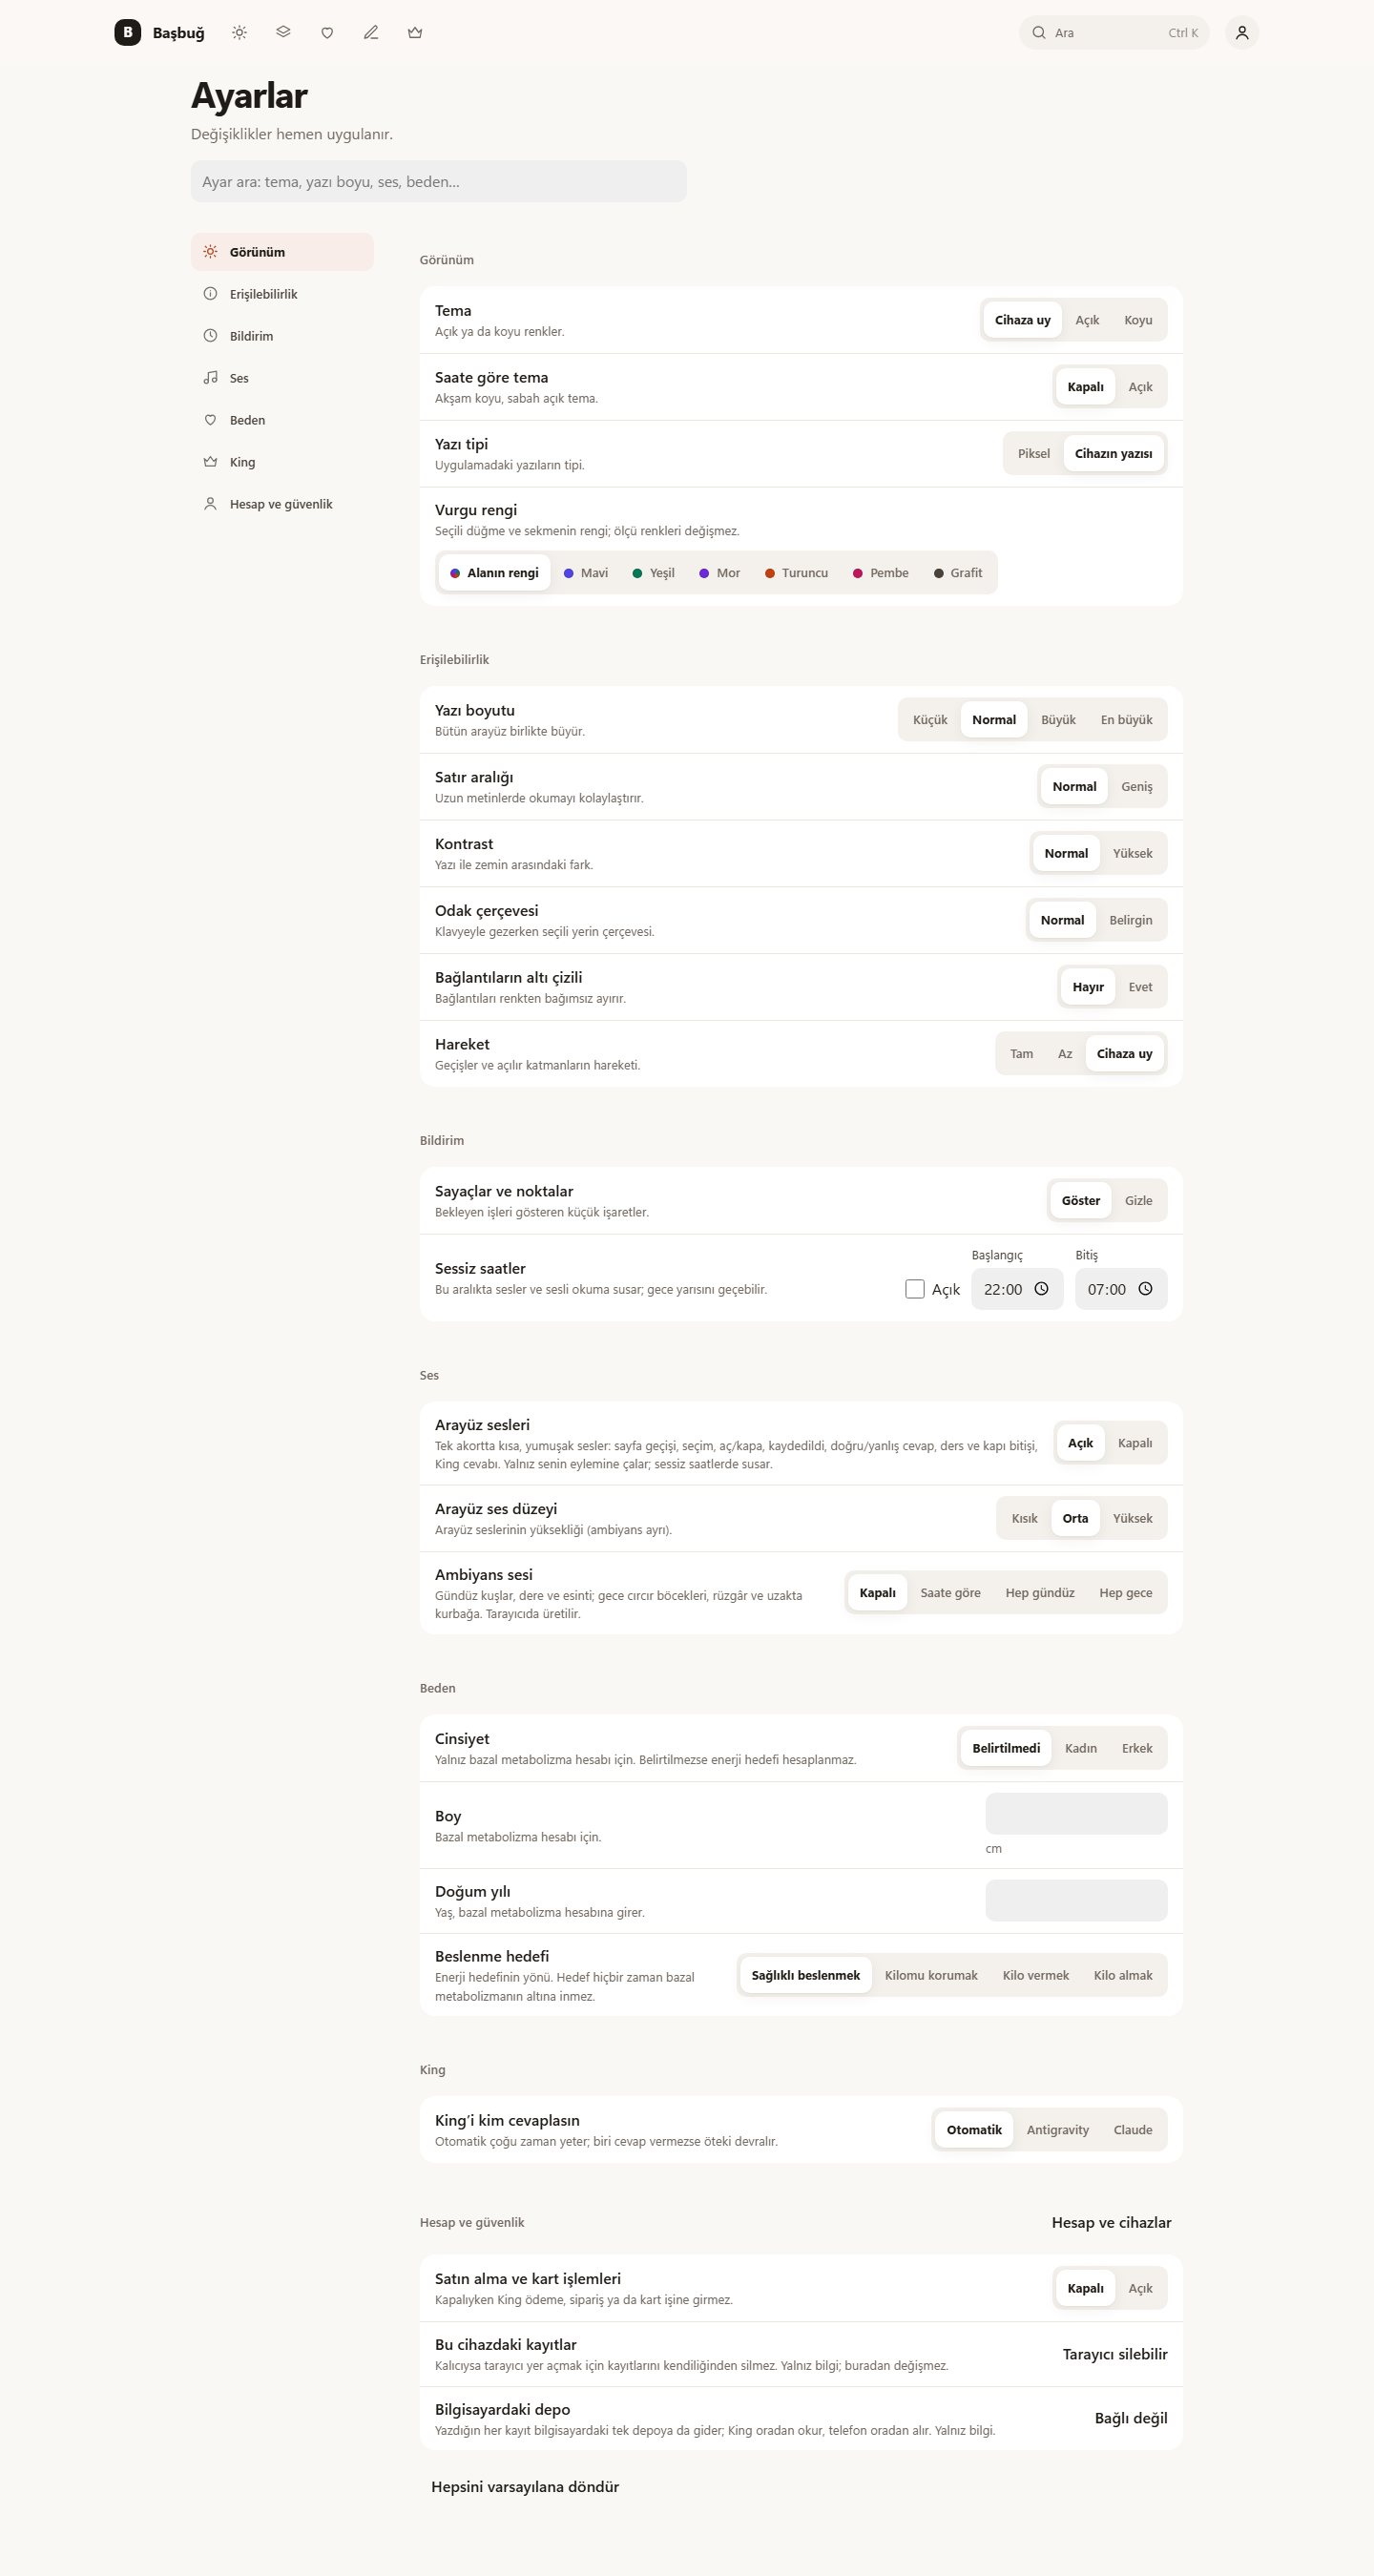 B Başbuğ
Ara Ctrl K
Ayarlar
Değişiklikler hemen uygulanır.
Ayar ara: tema, yazı boyu, ses, beden...
Görünüm
Erişilebilirlik
Bildirim
Ses
Beden
King
Hesap ve güvenlik
Görünüm
Tema
Açık ya da koyu renkler.
Cihaza uy Açık Koyu
Saate göre tema
Akşam koyu, sabah açık tema.
Kapalı Açık
Yazı tipi
Uygulamadaki yazıların tipi.
Piksel Cihazın yazısı
Vurgu rengi
Seçili düğme ve sekmenin rengi; ölçü renkleri değişmez.
Alanın rengi Mavi Yeşil Mor Turuncu Pembe Grafit
Erişilebilirlik
Yazı boyutu
Bütün arayüz birlikte büyür.
Küçük Normal Büyük En büyük
Satır aralığı
Uzun metinlerde okumayı kolaylaştırır.
Normal Geniş
Kontrast
Yazı ile zemin arasındaki fark.
Normal Yüksek
Odak çerçevesi
Klavyeyle gezerken seçili yerin çerçevesi.
Normal Belirgin
Bağlantıların altı çizili
Bağlantıları renkten bağımsız ayırır.
Hayır Evet
Hareket
Geçişler ve açılır katmanların hareketi.
Tam Az Cihaza uy
Bildirim
Sayaçlar ve noktalar
Bekleyen işleri gösteren küçük işaretler.
Göster Gizle
Sessiz saatler
Bu aralıkta sesler ve sesli okuma susar; gece yarısını geçebilir.
Başlangıç Bitiş
Açık 22:00 07:00
Ses
Arayüz sesleri
Tek akortta kısa, yumuşak sesler: sayfa geçişi, seçim, aç/kapa, kaydedildi, doğru/yanlış cevap, ders ve kapı bitişi,
King cevabı. Yalnız senin eylemine çalar; sessiz saatlerde susar.
Açık Kapalı
Arayüz ses düzeyi
Arayüz seslerinin yüksekliği (ambiyans ayrı).
Kısık Orta Yüksek
Ambiyans sesi
Gündüz kuşlar, dere ve esinti; gece cırcır böcekleri, rüzgâr ve uzakta
kurbağa. Tarayıcıda üretilir.
Kapalı Saate göre Hep gündüz Hep gece
Beden
Cinsiyet
Yalnız bazal metabolizma hesabı için. Belirtilmezse enerji hedefi hesaplanmaz.
Belirtilmedi Kadın Erkek
Boy
Bazal metabolizma hesabı için.
cm
Doğum yılı
Yaş, bazal metabolizma hesabına girer.
Beslenme hedefi
Enerji hedefinin yönü. Hedef hiçbir zaman bazal
metabolizmanın altına inmez.
Sağlıklı beslenmek Kilomu korumak Kilo vermek Kilo almak
King
King’i kim cevaplasın
Otomatik çoğu zaman yeter; biri cevap vermezse öteki devralır.
Otomatik Antigravity Claude
Hesap ve güvenlik
Hesap ve cihazlar
Satın alma ve kart işlemleri
Kapalıyken King ödeme, sipariş ya da kart işine girmez.
Kapalı Açık
Bu cihazdaki kayıtlar
Kalıcıysa tarayıcı yer açmak için kayıtlarını kendiliğinden silmez. Yalnız bilgi; buradan değişmez.
Tarayıcı silebilir
Bilgisayardaki depo
Yazdığın her kayıt bilgisayardaki tek depoya da gider; King oradan okur, telefon oradan alır. Yalnız bilgi.
Bağlı değil
Hepsini varsayılana döndür